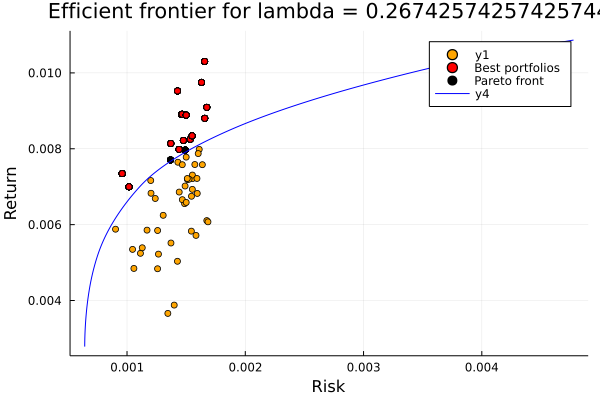 Efficient frontier for lambda = 0.2674257425742574
y1
Best portfolios
Pareto front
y4
0.010
0.008
0.006
0.004
Return
0.001
0.002
0.003
0.004
Risk